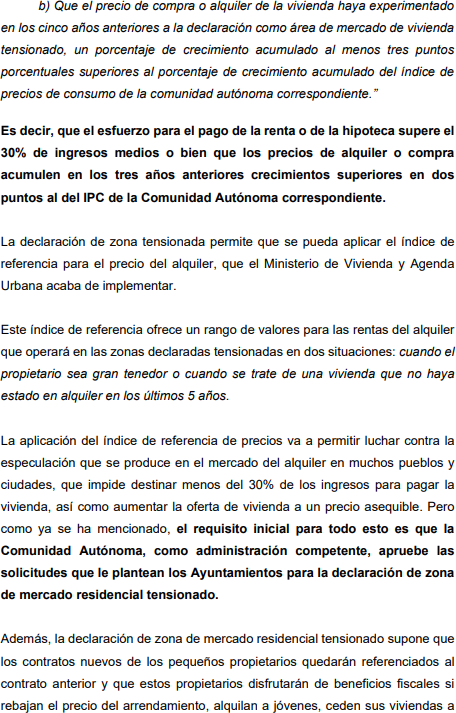 b) Que el precio de compra o alquiler de la vivienda haya experimentado
en los cinco años anteriores a la declaración como área de mercado de vivienda
tensionado, un porcentaje de crecimiento acumulado al menos tres puntos
porcentuales superiores al porcentaje de crecimiento acumulado del índice de
precios de consumo de la comunidad autónoma correspondiente.”
Es decir, que el esfuerzo para el pago de la renta o de la hipoteca supere el
30% de ingresos medios o bien que los precios de alquiler o compra
acumulen en los tres años anteriores crecimientos superiores en dos
puntos al del IPC de la Comunidad Autónoma correspondiente.
La declaración de zona tensionada permite que se pueda aplicar el índice de
referencia para el precio del alquiler, que el Ministerio de Vivienda y Agenda
Urbana acaba de implementar.
Este índice de referencia ofrece un rango de valores para las rentas del alquiler
que operará en las zonas declaradas tensionadas en dos situaciones: cuando el
propietario sea gran tenedor o cuando se trate de una vivienda que no haya
estado en alquiler en los últimos 5 años.
La aplicación del índice de referencia de precios va a permitir luchar contra la
especulación que se produce en el mercado del alquiler en muchos pueblos y
ciudades, que impide destinar menos del 30% de los ingresos para pagar la
vivienda, así como aumentar la oferta de vivienda a un precio asequible. Pero
como ya se ha mencionado, el requisito inicial para todo esto es que la
Comunidad Autónoma, como administración competente, apruebe las
solicitudes que le plantean los Ayuntamientos para la declaración de zona
de mercado residencial tensionado.
Además, la declaración de zona de mercado residencial tensionado supone que
los contratos nuevos de los pequeños propietarios quedarán referenciados al
contrato anterior y que estos propietarios disfrutarán de beneficios fiscales si
rebajan el precio del arrendamiento, alquilan a jóvenes, ceden sus viviendas a